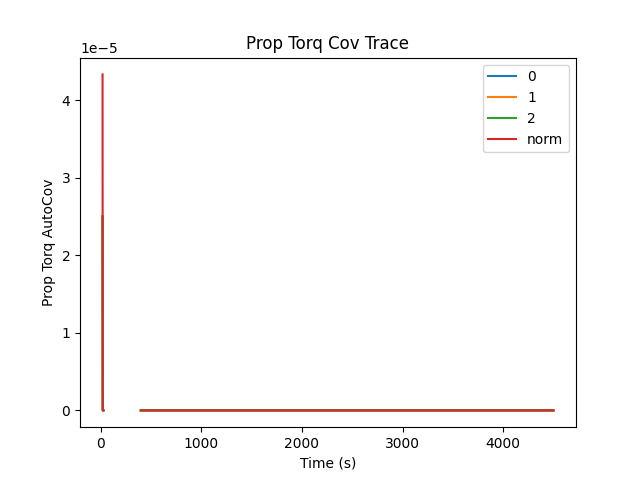 Prop Torq Cov Trace
1e−5
4
3
2
1
0
Prop Torq AutoCov
0
1
2
norm
0 1000 2000 3000 4000
Time (s)